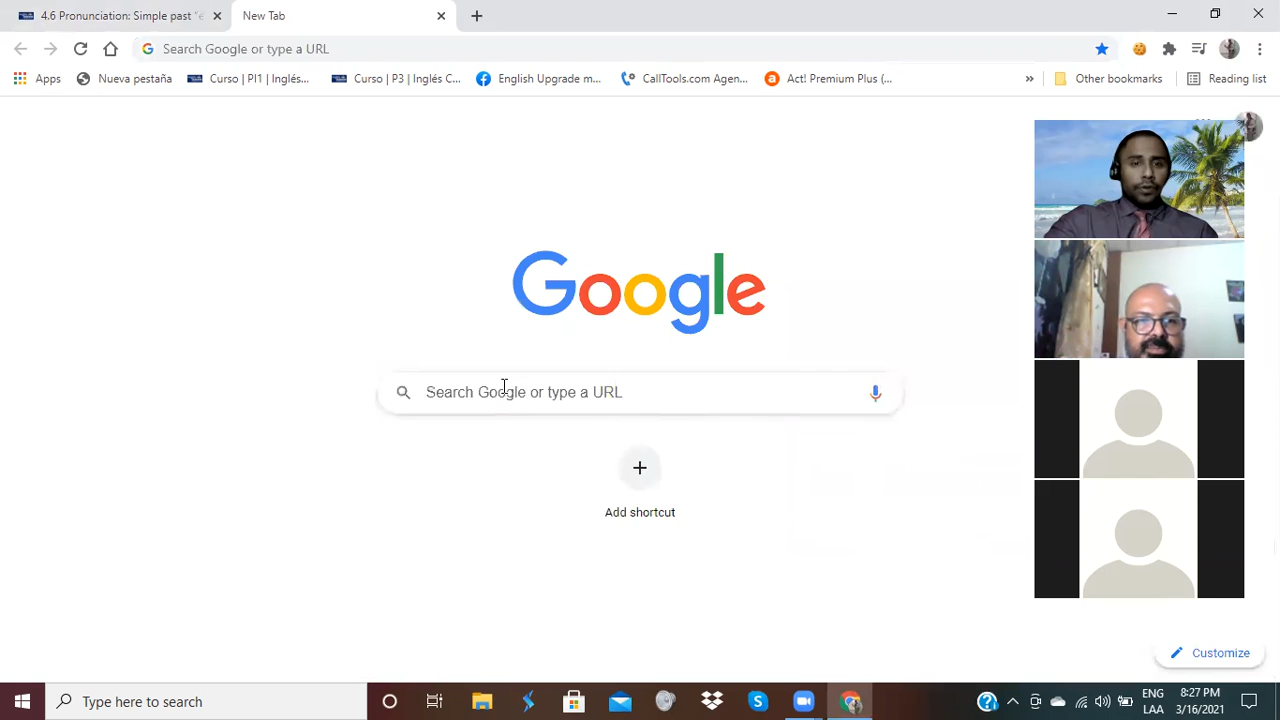 4.6 Pronunciation: Simple past "e
New Tab
Search Google or type a URL
Apps
Nueva pestaña
Curso | PI1 | Inglés...
Curso | P3 | Inglés C...
English Upgrade m...
CallTools.com Agen...
Act! Premium Plus (...
»
Other bookmarks
Reading list
Google
Search Google or type a URL
Add shortcut
Customize
Type here to search
ENG
LAA
8:27 PM
3/16/2021